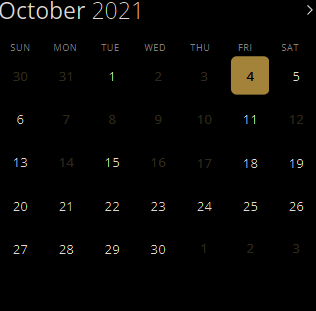 October 2021 >
SUN MON TUE WED THU FRI SAT
30 31 1 2 3 4 5
6 7 8 9 10 11 12
13 14 15 16 17 18 19
20 21 22 23 24 25 26
27 28 29 30 1 2 3